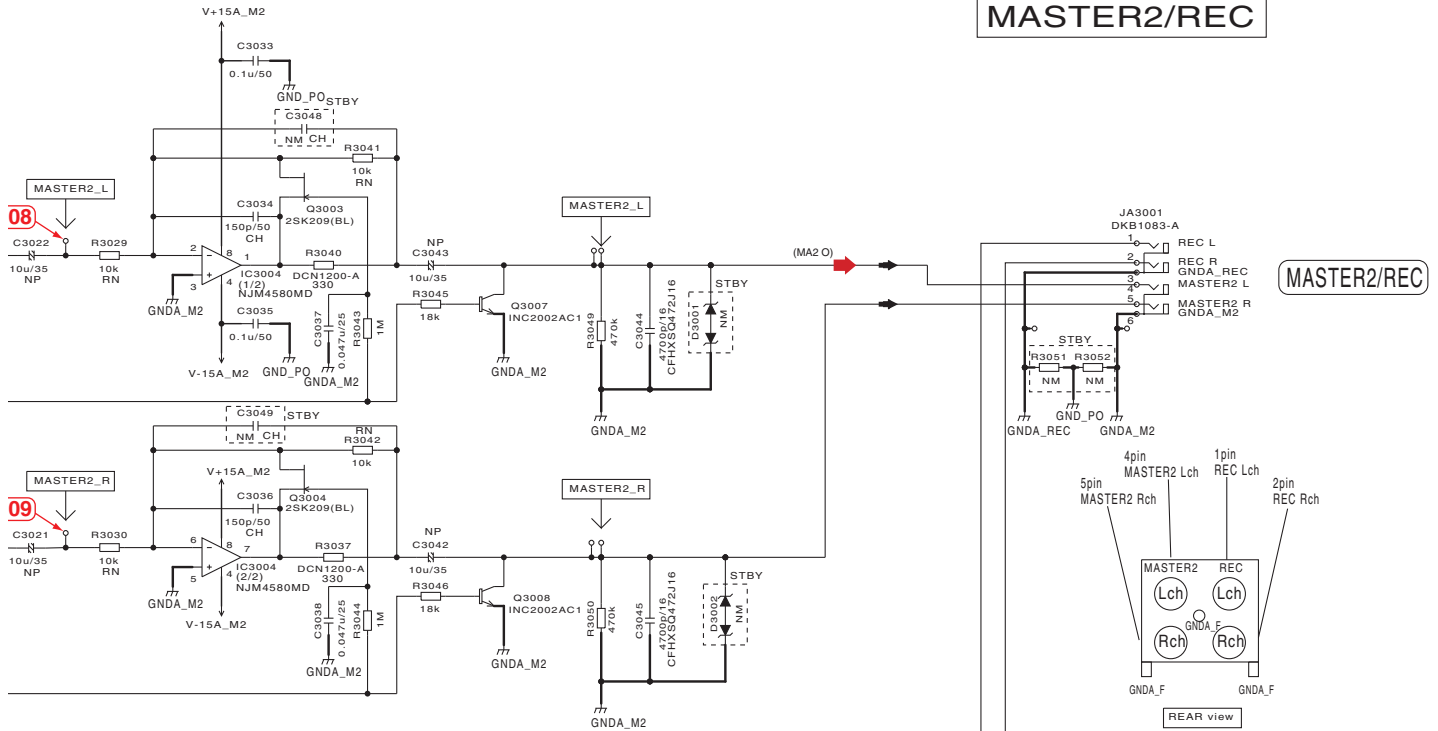 MASTER2/REC
V+15A_M2
C3033
0.1u/50
GND_PO
STBY
C3048
NM CH
R3041
10k
RN
MASTER2_L
08
C3022
10u/35
NP
R3029
10k
RN
C3034
150p/50
CH
Q3003
2SK209(BL)
2
3
8
4
1
IC3004
(1/2)
NJM4580MD
GNDA_M2
R3040
DCN1200-A
330
NP
C3043
10u/35
C3035
0.1u/50
V-15A_M2
GND_PO
C3037
0.047u/25
GNDA_M2
R3043
1M
R3045
18k
Q3007
INC2002AC1
GNDA_M2
MASTER2_L
R3049
470k
C3044
4700p/16
CFHXSQ472J16
STBY
D3001
NM
GNDA_M2
(MA2 O)
JA3001
DKB1083-A
1
REC L
2
REC R
GNDA_REC
3
MASTER2 L
4
5
MASTER2 R
GNDA_M2
6
MASTER2/REC
STBY
R3051 R3052
NM NM
GND_PO
GNDA_REC
GNDA_M2
C3049
STBY
NM CH
RN
R3042
10k
MASTER2_R
09
C3021
10u/35
NP
R3030
10k
RN
V+15A_M2
C3036
150p/50
CH
Q3004
2SK209(BL)
6
5
8
4
7
IC3004
(2/2)
NJM4580MD
GNDA_M2
V-15A_M2
R3037
DCN1200-A
330
NP
C3042
10u/35
C3038
0.047u/25
GNDA_M2
R3044
1M
R3046
18k
Q3008
INC2002AC1
GNDA_M2
MASTER2_R
R3050
470k
C3045
4700p/16
CFHXSQ472J16
STBY
D3002
NM
GNDA_M2
4pin
MASTER2 Lch
1pin
REC Lch
5pin
MASTER2 Rch
2pin
REC Rch
MASTER2 REC
Lch Lch
GNDA_F
Rch Rch
GNDA_F GNDA_F
REAR view